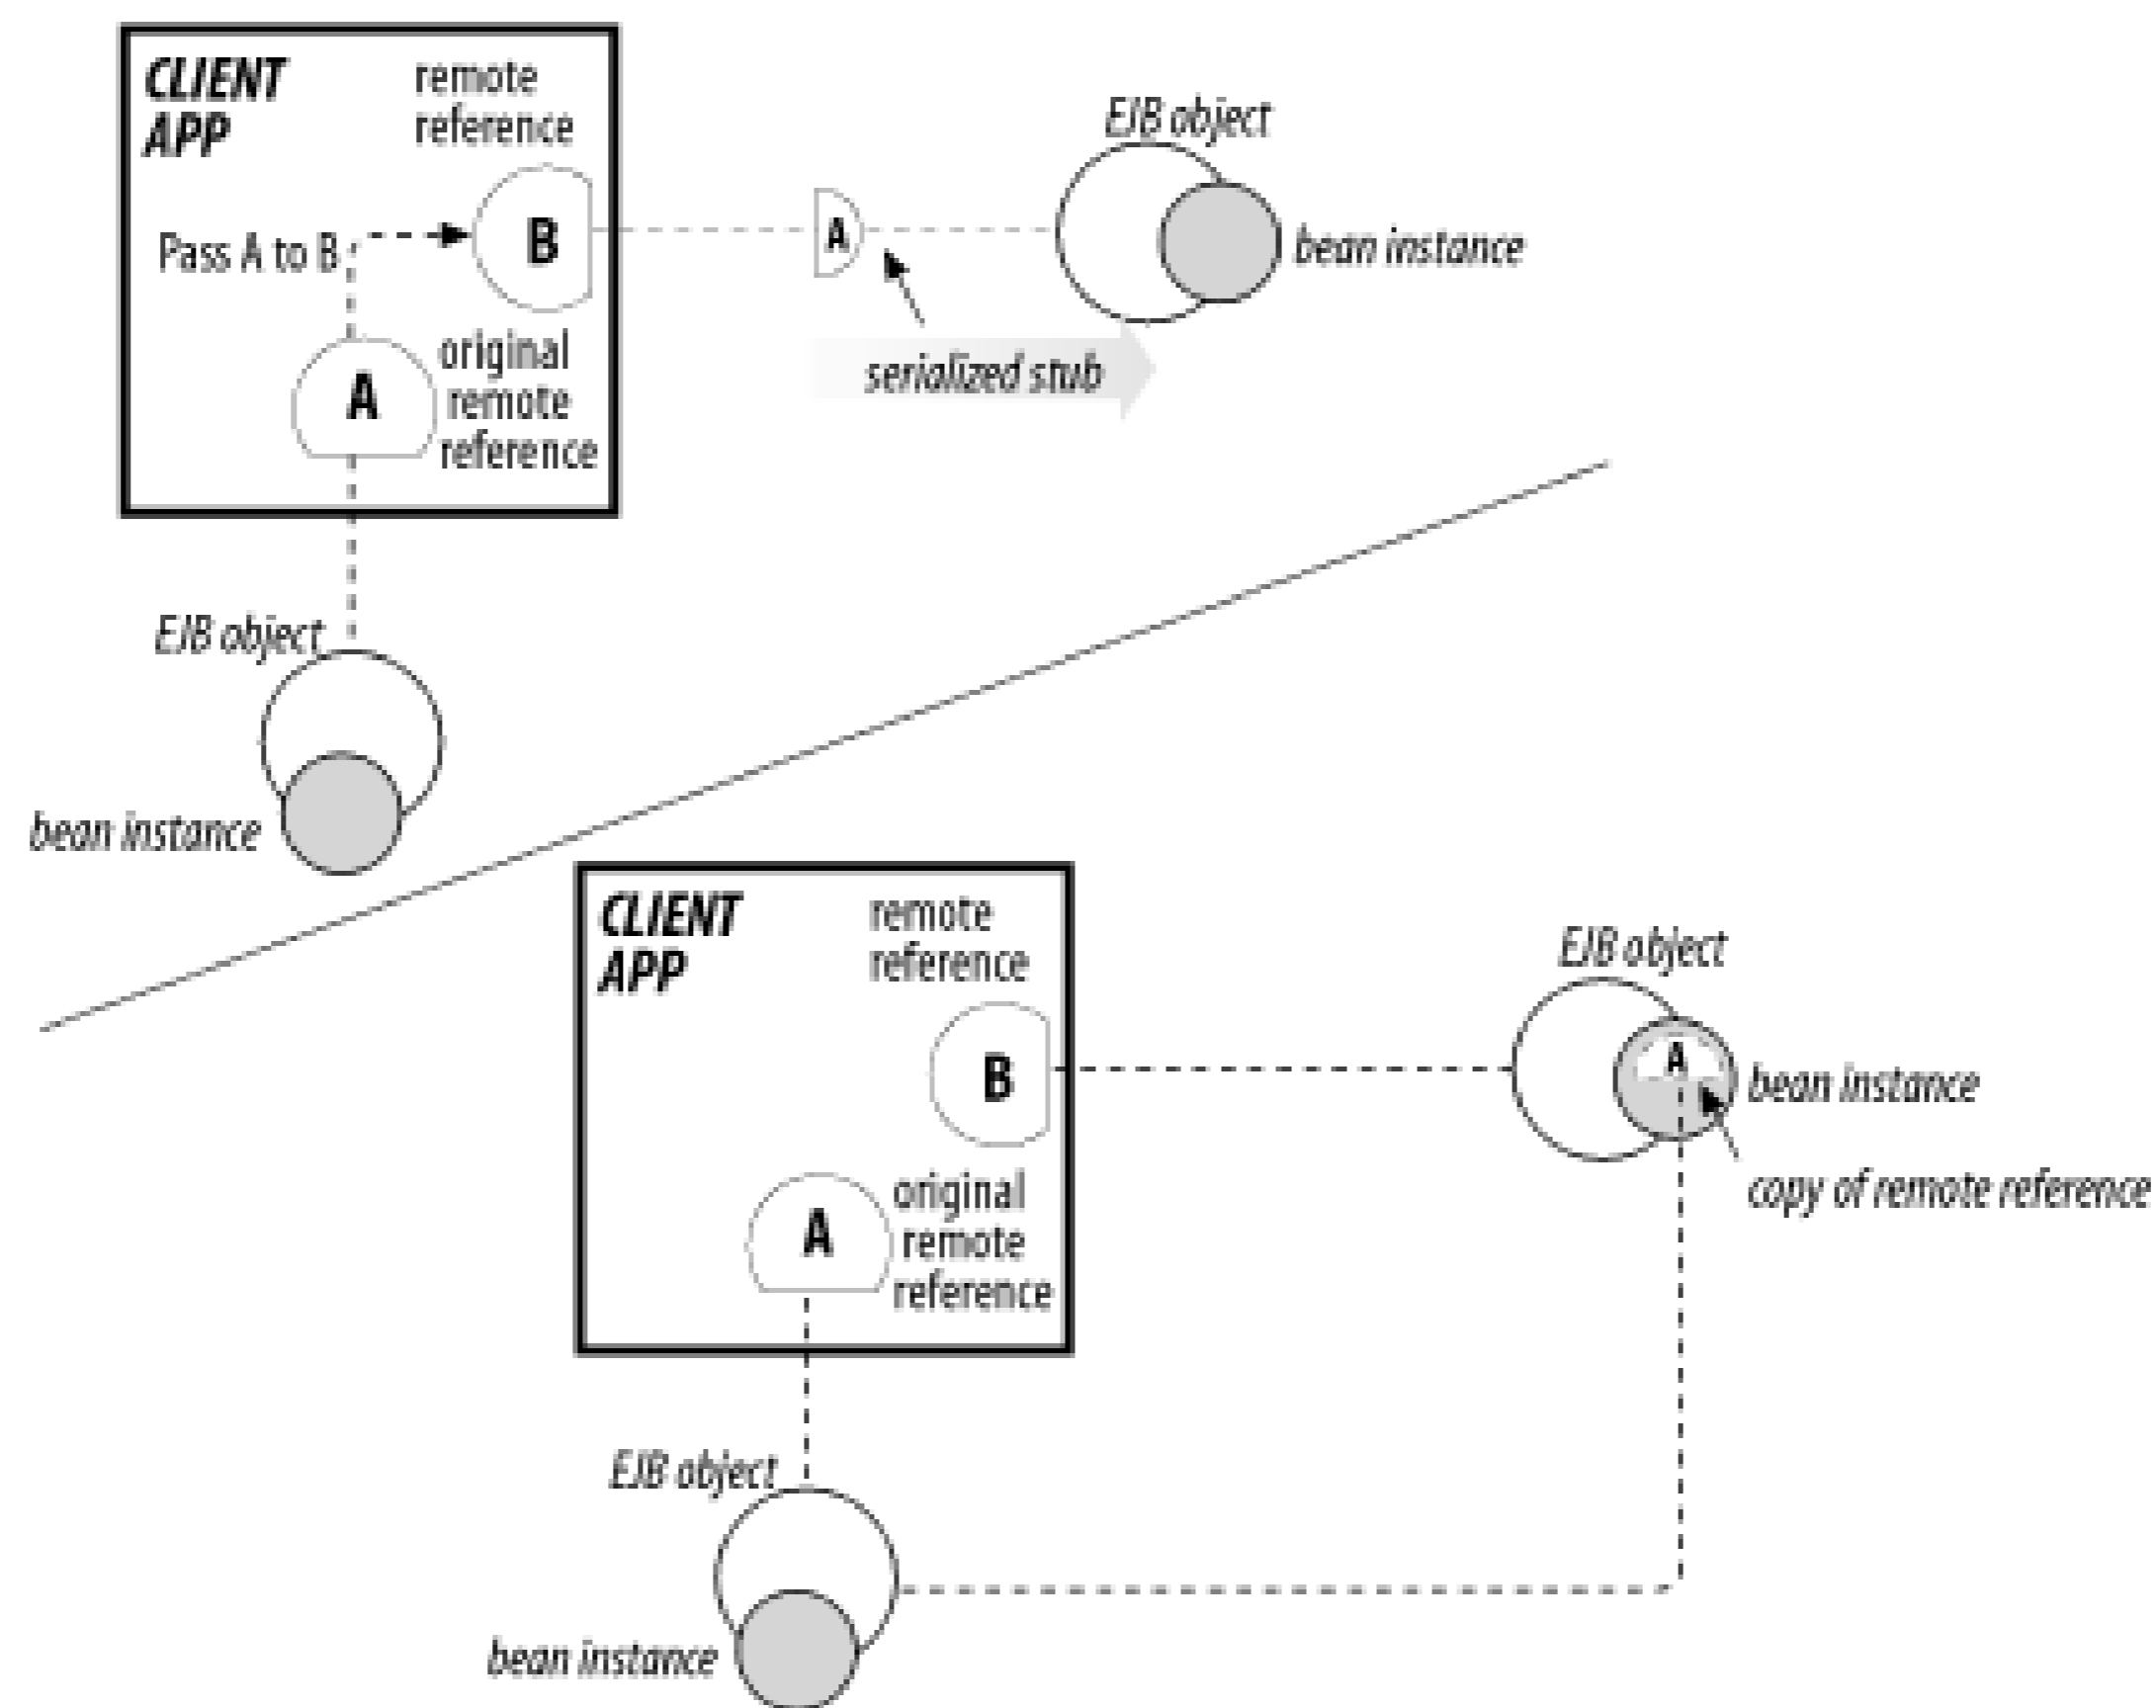 CLIENT
APP
remote
reference
B
Pass A to B
A
original
remote
reference
A
serialized stub
EJB object
bean instance
EJB object
bean instance
CLIENT
APP
remote
reference
B
A
original
remote
reference
EJB object
A
bean instance
copy of remote reference
EJB object
bean instance